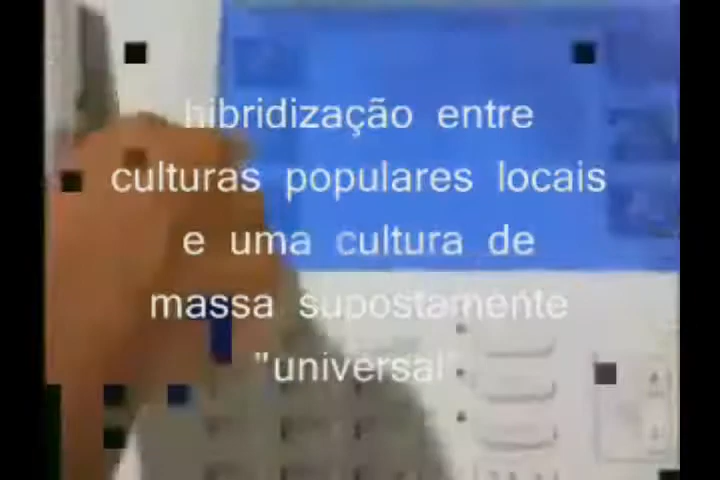 hibridização entre
culturas populares locais
e uma cultura de
massa supostamente
"universal"